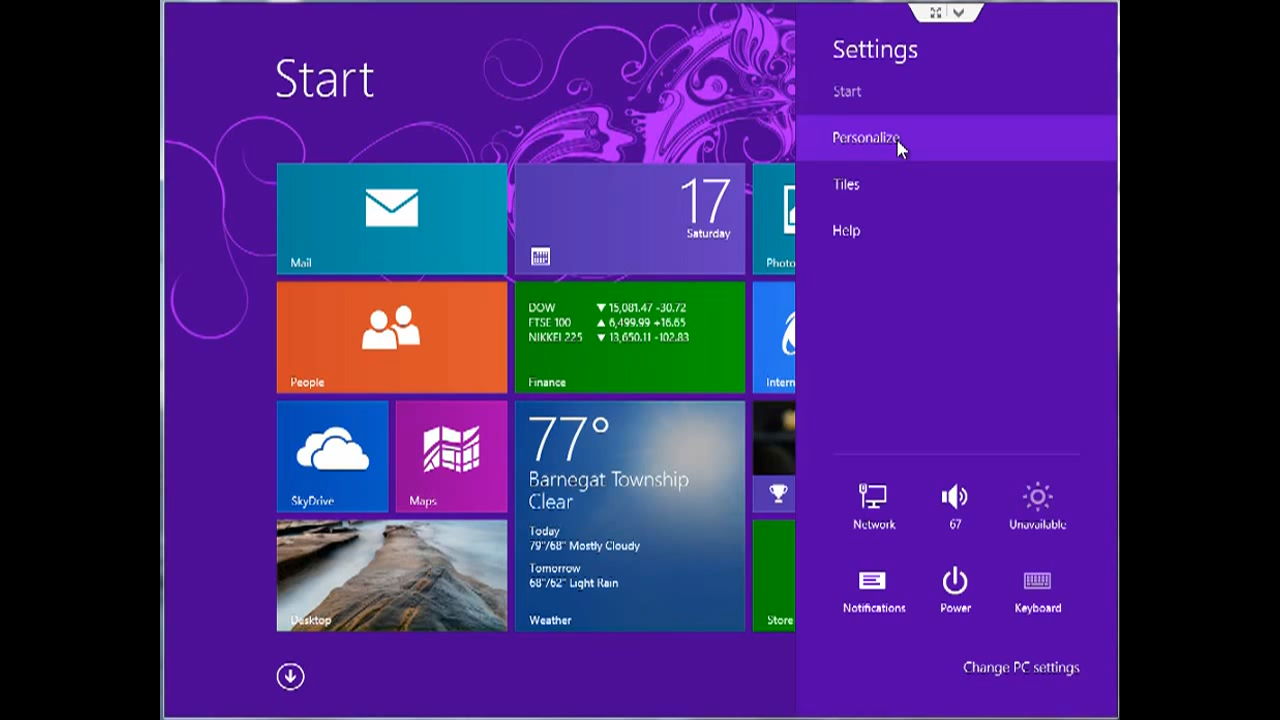 Start
Mail
17
Saturday
Photo
People
DOW ▼ 15,081.47 -30.72
FTSE 100 ▲ 6,499.99 +16.65
NIKKEI 225 ▼ 13,650.11 -102.83
Finance
Intern
SkyDrive
Maps
77°
Barnegat Township
Clear
Today
79°/68° Mostly Cloudy
Tomorrow
68°/62° Light Rain
Weather
Desktop
Store
Settings
Start
Personalize
Tiles
Help
Network
67
Unavailable
Notifications
Power
Keyboard
Change PC settings